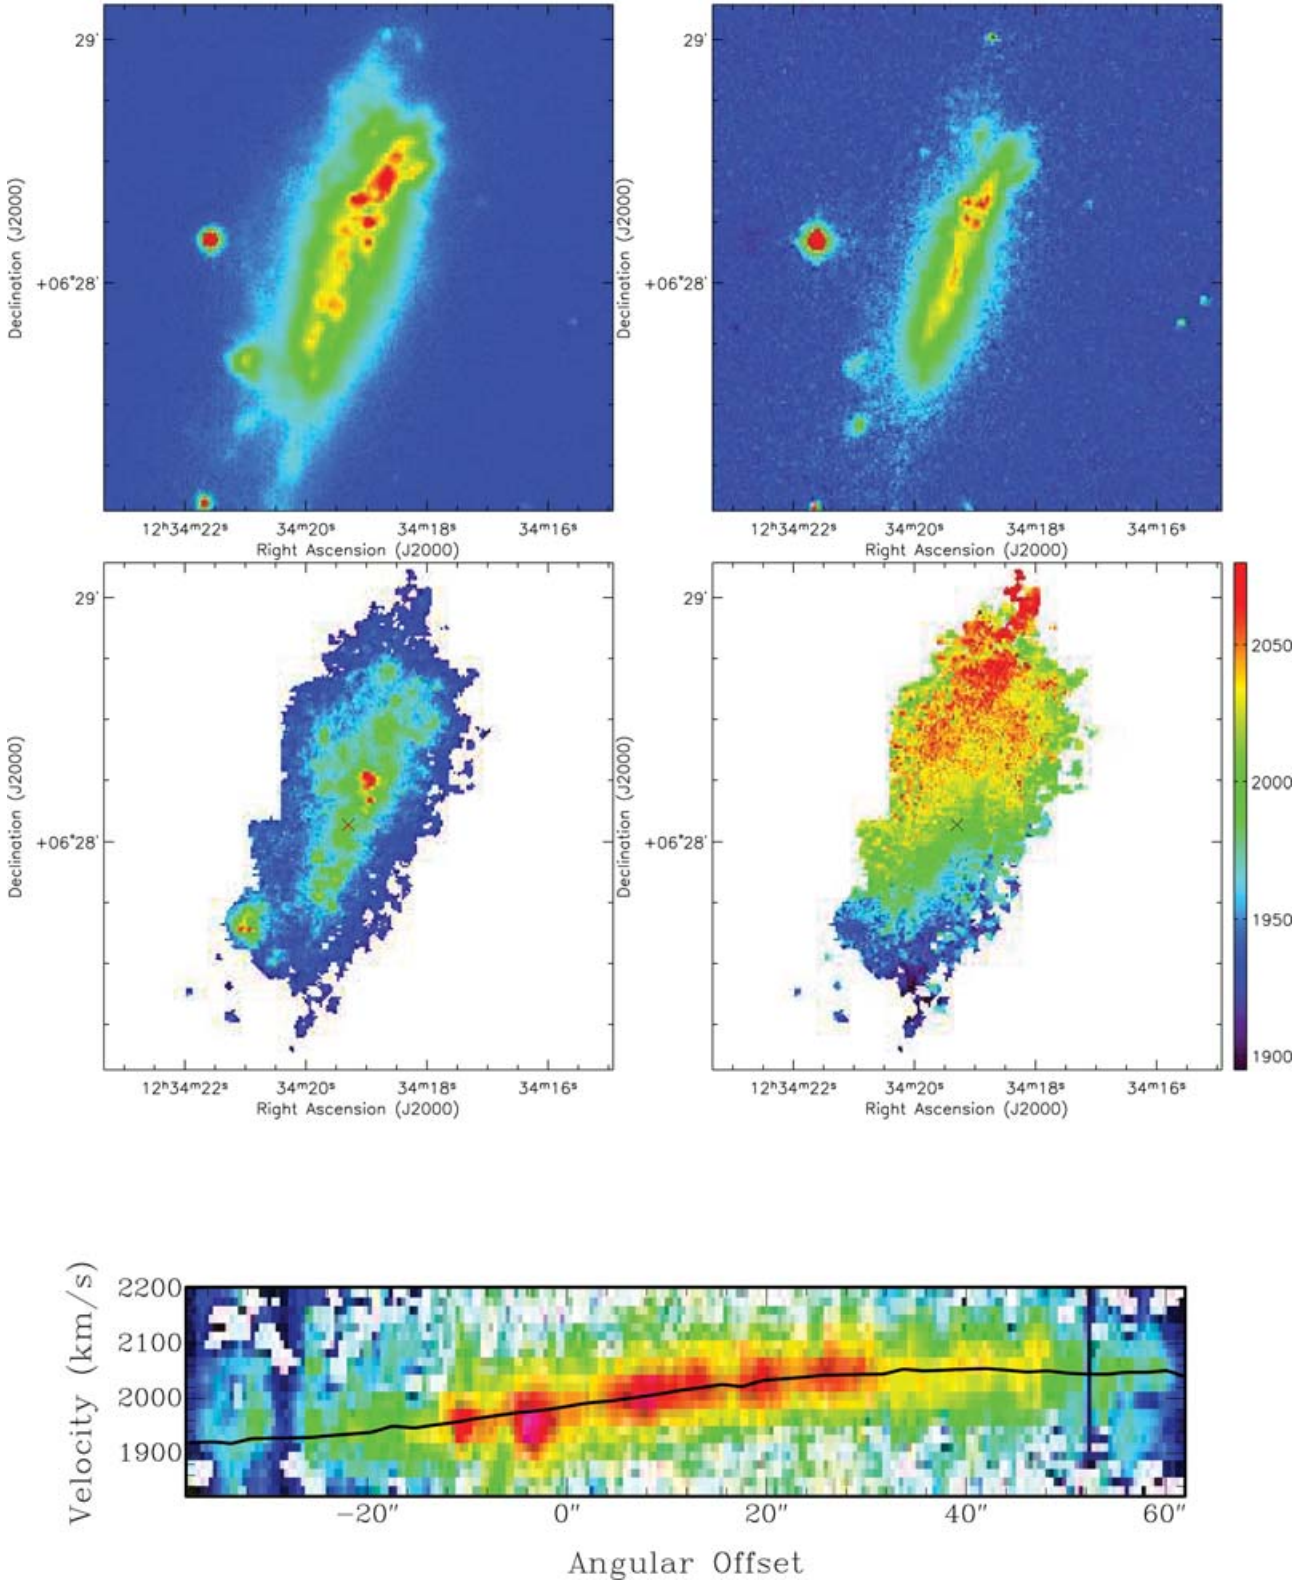 29' 29'
Declination (J2000) Declination (J2000)
+06°28' +06°28'
12ʰ34ᵐ22ˢ 34ᵐ20ˢ 34ᵐ18ˢ 34ᵐ16ˢ 12ʰ34ᵐ22ˢ 34ᵐ20ˢ 34ᵐ18ˢ 34ᵐ16ˢ
Right Ascension (J2000) Right Ascension (J2000)
29' 29' 2050
Declination (J2000) Declination (J2000)
2000
+06°28' +06°28'
1950
1900
12ʰ34ᵐ22ˢ 34ᵐ20ˢ 34ᵐ18ˢ 34ᵐ16ˢ 12ʰ34ᵐ22ˢ 34ᵐ20ˢ 34ᵐ18ˢ 34ᵐ16ˢ
Right Ascension (J2000) Right Ascension (J2000)
Velocity (km/s)
2200
2100
2000
1900
−20" 0" 20" 40" 60"
Angular Offset